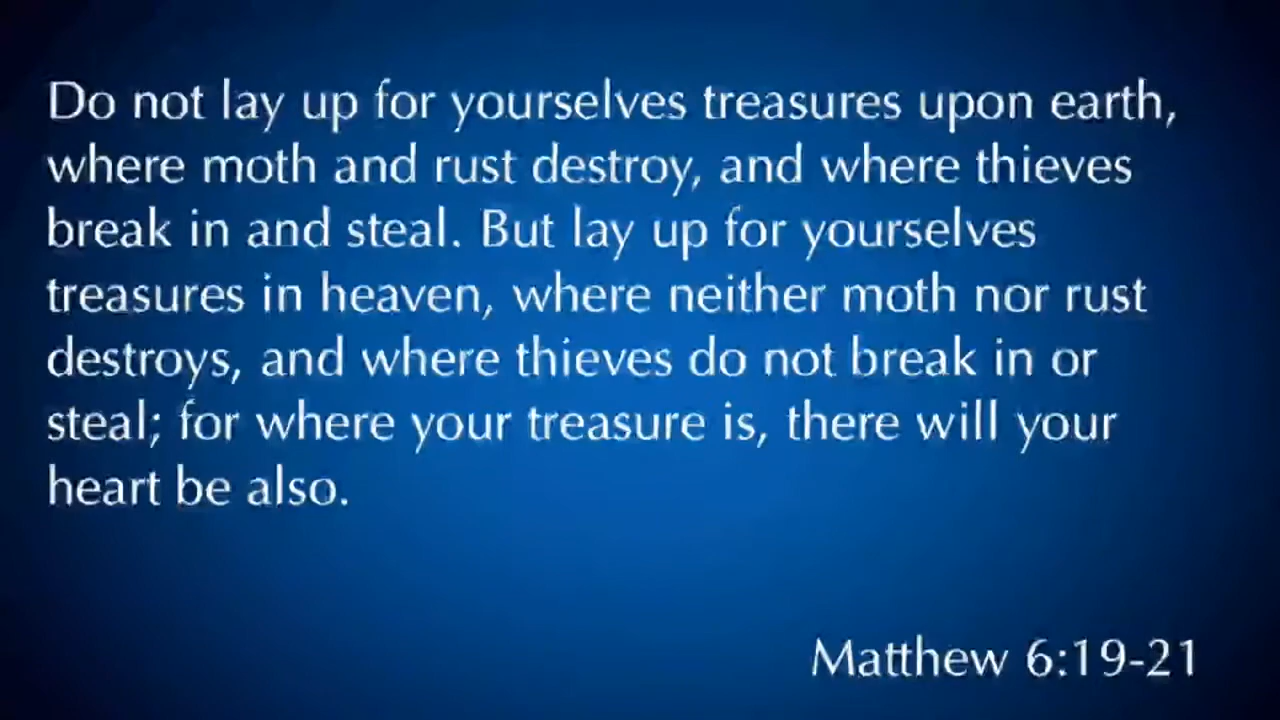 Do not lay up for yourselves treasures upon earth,
where moth and rust destroy, and where thieves
break in and steal. But lay up for yourselves
treasures in heaven, where neither moth nor rust
destroys, and where thieves do not break in or
steal; for where your treasure is, there will your
heart be also.
Matthew 6:19-21